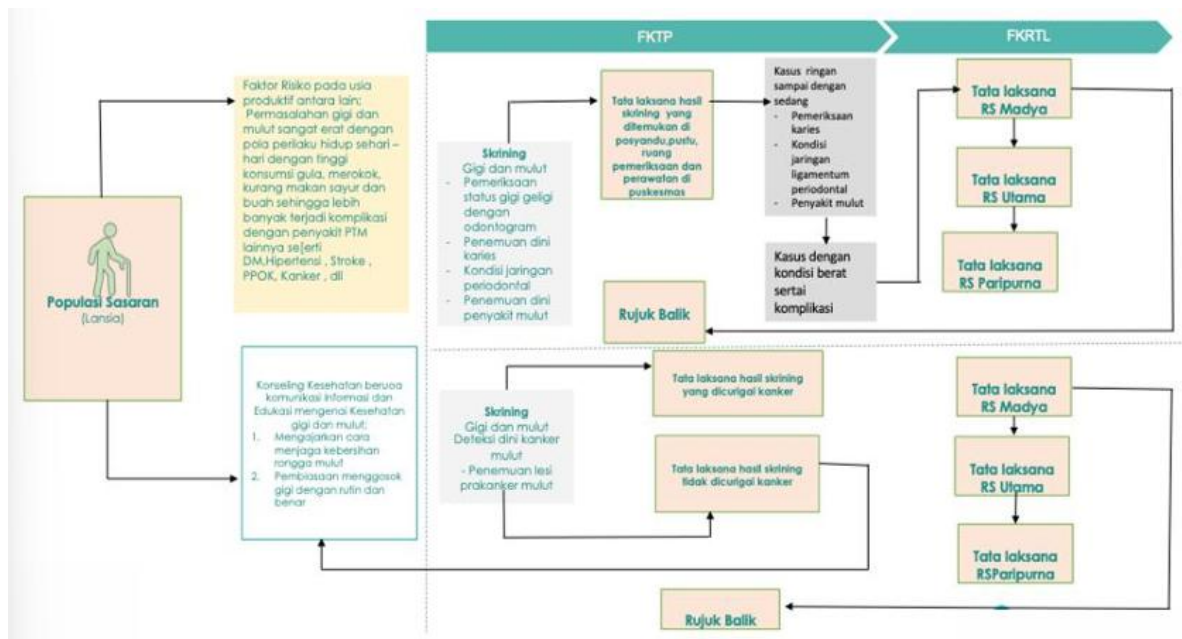 FKTP
FKRTL
Faktor Risiko pada usia
produktif antara lain;
Permasalahan gigi dan
mulut sangat erat dengan
pola perilaku hidup sehari –
hari dengan tinggi
konsumsi gula, merokok,
kurang makan sayur dan
buah sehingga lebih
banyak terjadi komplikasi
dengan penyakit PTM
lainnya se[erti
DM,Hipertensi , Stroke ,
PPOK, Kanker , dll
Populasi Sasaran
(Lansia)
Konseling Kesehatan berupa
komunikasi Informasi dan
Edukasi mengenai Kesehatan
gigi dan mulut;
1. Mengajarkan cara
menjaga kebersihan
rongga mulut
2. Pembiasaan menggosok
gigi dengan rutin dan
benar
Skrining
Gigi dan mulut
- Pemeriksaan
status gigi geligi
dengan
odontogram
- Penemuan dini
karies
- Kondisi jaringan
periodontal
- Penemuan dini
penyakit mulut
Tata laksana hasil
skrining yang
ditemukan di
posyandu,pustu,
ruang
pemeriksaan dan
perawatan di
puskesmas
Kasus ringan
sampai dengan
sedang
- Pemeriksaan
karies
- Kondisi
jaringan
ligamentum
periodontal
- Penyakit mulut
Kasus dengan
kondisi berat
sertai
komplikasi
Rujuk Balik
Tata laksana
RS Madya
Tata laksana
RS Utama
Tata laksana
RS Paripurna
Skrining
Gigi dan mulut
Deteksi dini kanker
mulut
- Penemuan lesi
prakanker mulut
Tata laksana hasil skrining
yang dicurigai kanker
Tata laksana hasil skrining
tidak dicurigai kanker
Tata laksana
RS Madya
Tata laksana
RS Utama
Tata laksana
RSParipurna
Rujuk Balik